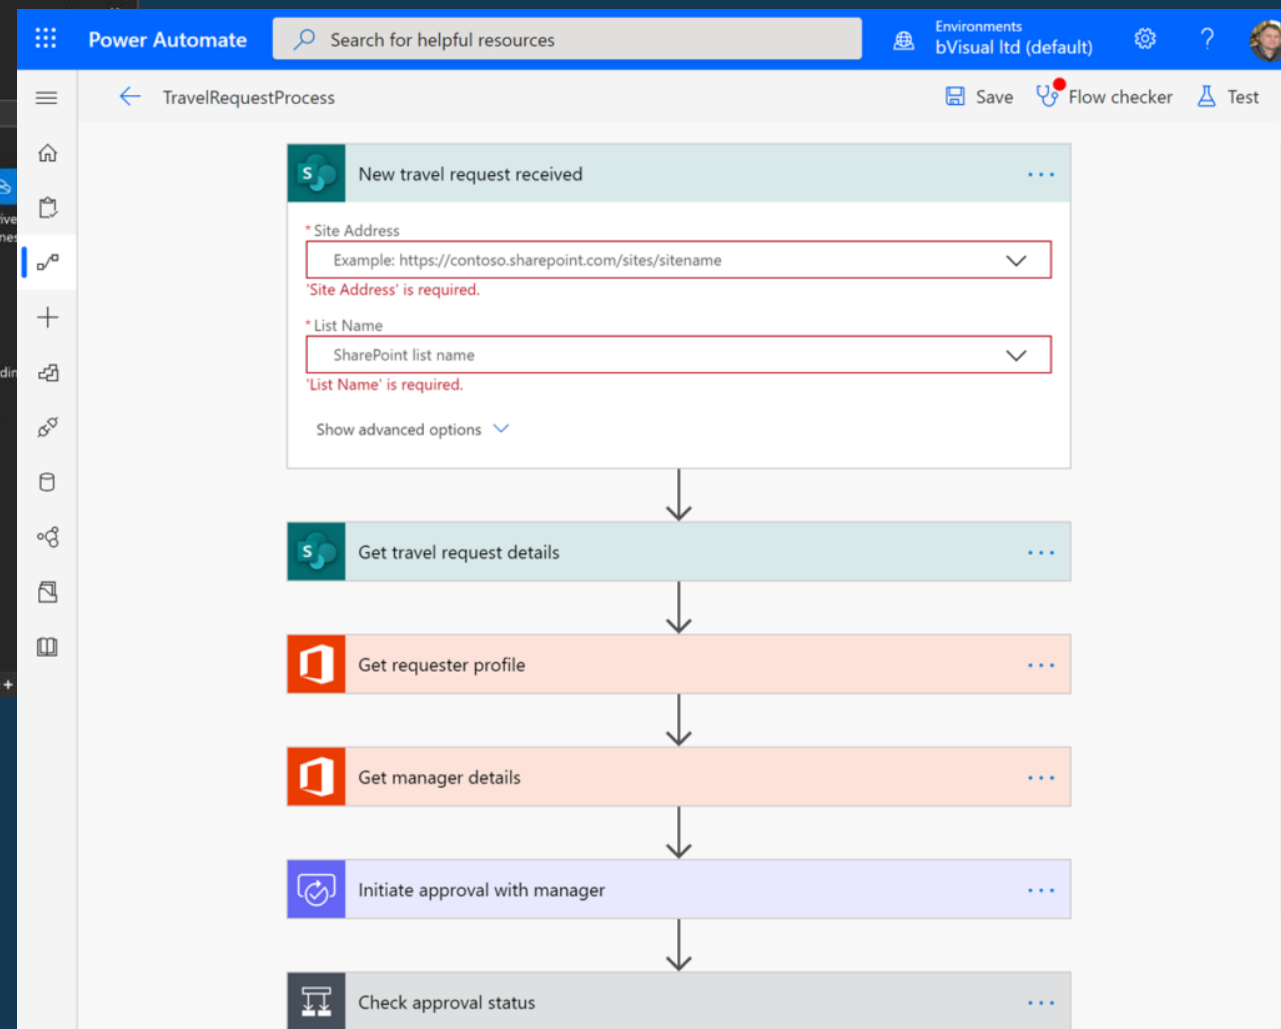 Power Automate
Search for helpful resources
Environments
bVisual ltd (default)
?
TravelRequestProcess
Save
Flow checker
Test
New travel request received
* Site Address
Example: https://contoso.sharepoint.com/sites/sitename
'Site Address' is required.
* List Name
SharePoint list name
'List Name' is required.
Show advanced options
Get travel request details
Get requester profile
Get manager details
Initiate approval with manager
Check approval status